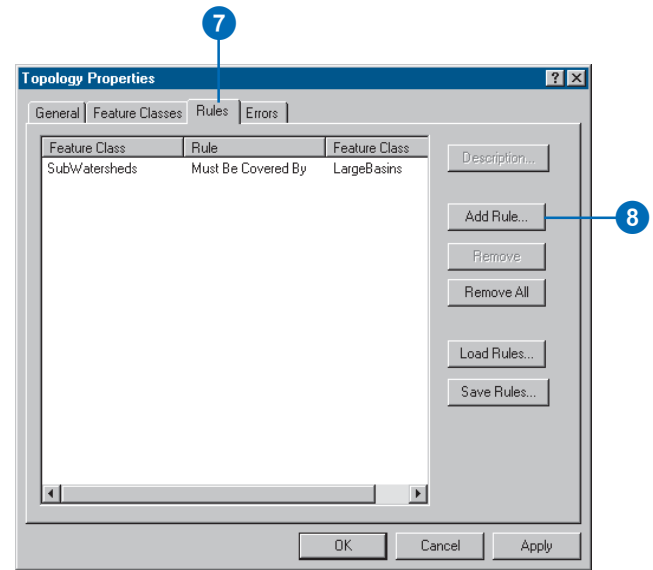 7
Topology Properties
General Feature Classes Rules Errors
Feature Class Rule Feature Class
SubWatersheds Must Be Covered By LargeBasins
Description...
Add Rule...
8
Remove
Remove All
Load Rules...
Save Rules...
OK Cancel Apply